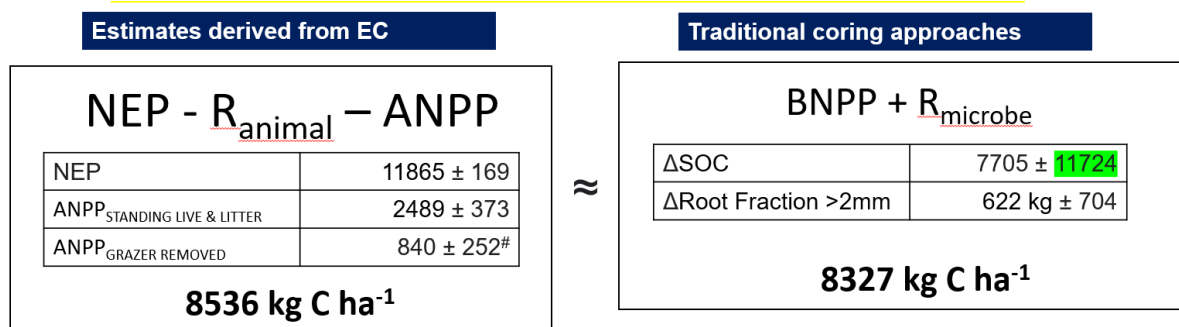 Estimates derived from EC
NEP - Ranimal – ANPP
NEP 11865 ± 169
ANPPSTANDING LIVE & LITTER 2489 ± 373
ANPPGRAZER REMOVED 840 ± 252#
8536 kg C ha-1
≈
Traditional coring approaches
BNPP + Rmicrobe
ΔSOC 7705 ± 11724
ΔRoot Fraction >2mm 622 kg ± 704
8327 kg C ha-1